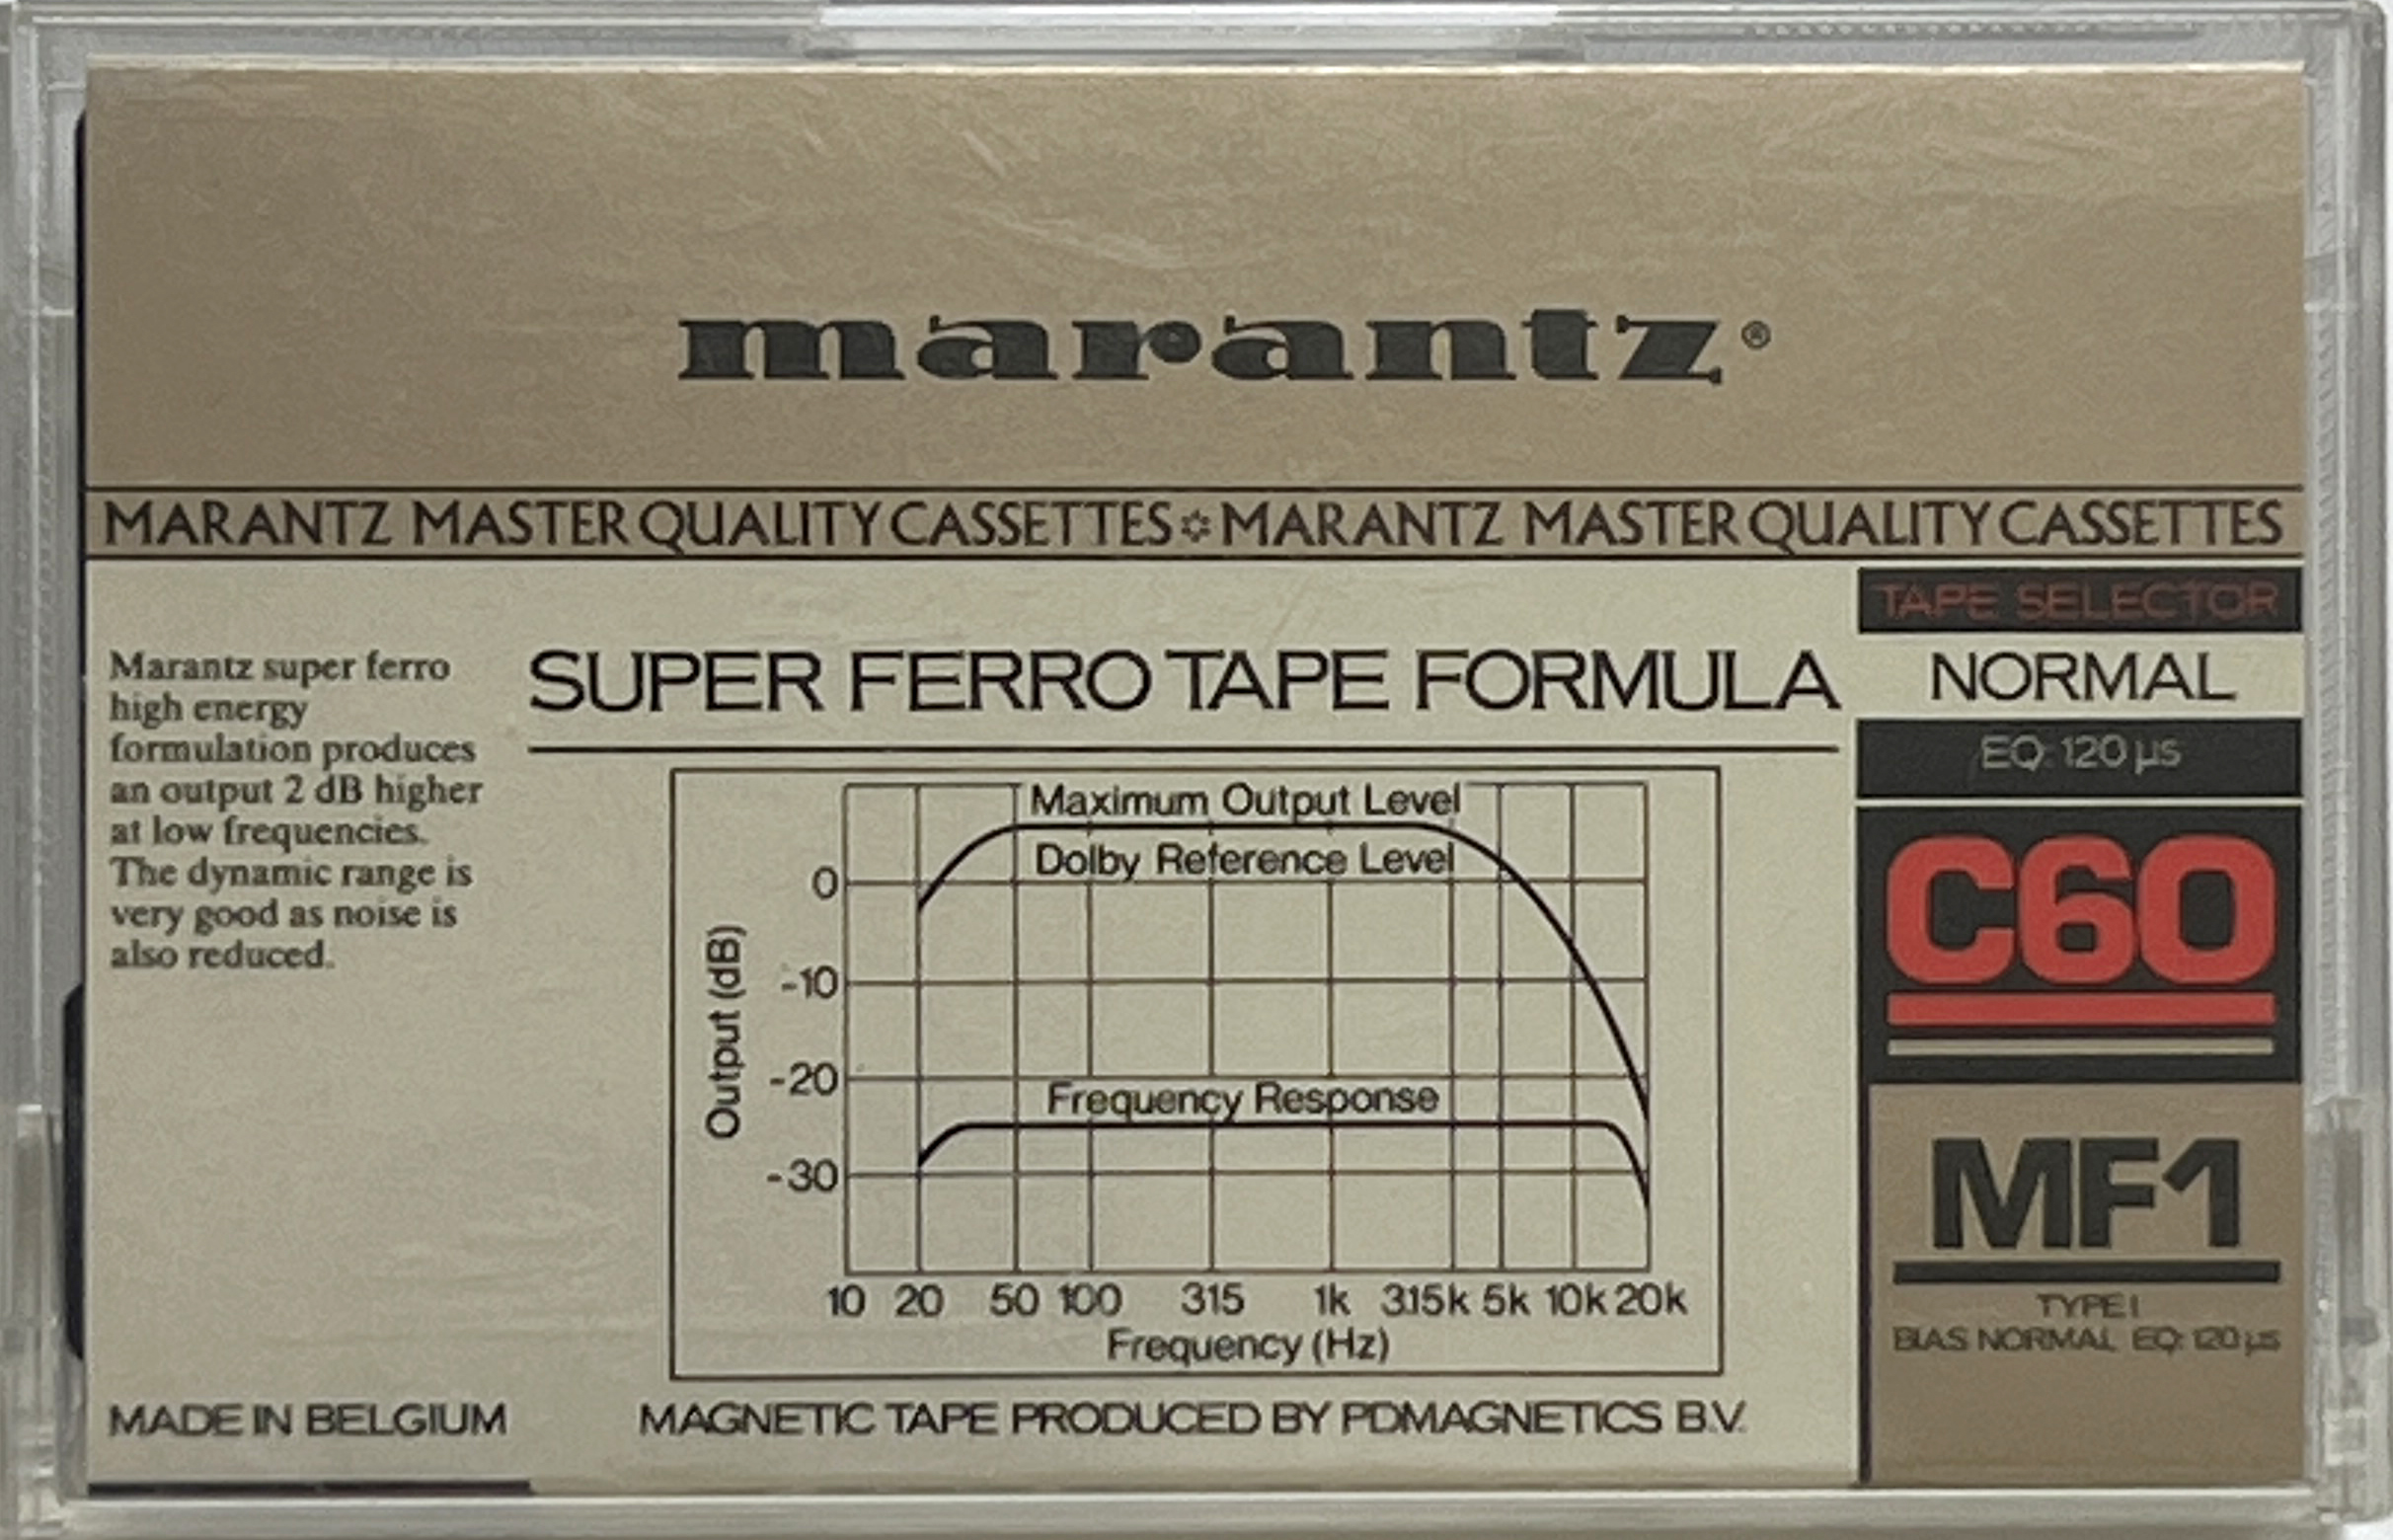 marantz®
MARANTZ MASTER QUALITY CASSETTES✡MARANTZ MASTER QUALITY CASSETTES
Marantz super ferro
high energy
formulation produces
an output 2 dB higher
at low frequencies.
The dynamic range is
very good as noise is
also reduced.
MADE IN BELGIUM
SUPER FERRO TAPE FORMULA
Maximum Output Level
Dolby Reference Level
Frequency Response
Output (dB)
0
-10
-20
-30
10 20 50 100 315 1k 3.15k 5k 10k 20k
Frequency (Hz)
MAGNETIC TAPE PRODUCED BY PDMAGNETICS B.V.
TAPE SELECTOR
NORMAL
EQ: 120 µs
C60
MF1
TYPE I
BIAS NORMAL EQ: 120 µs